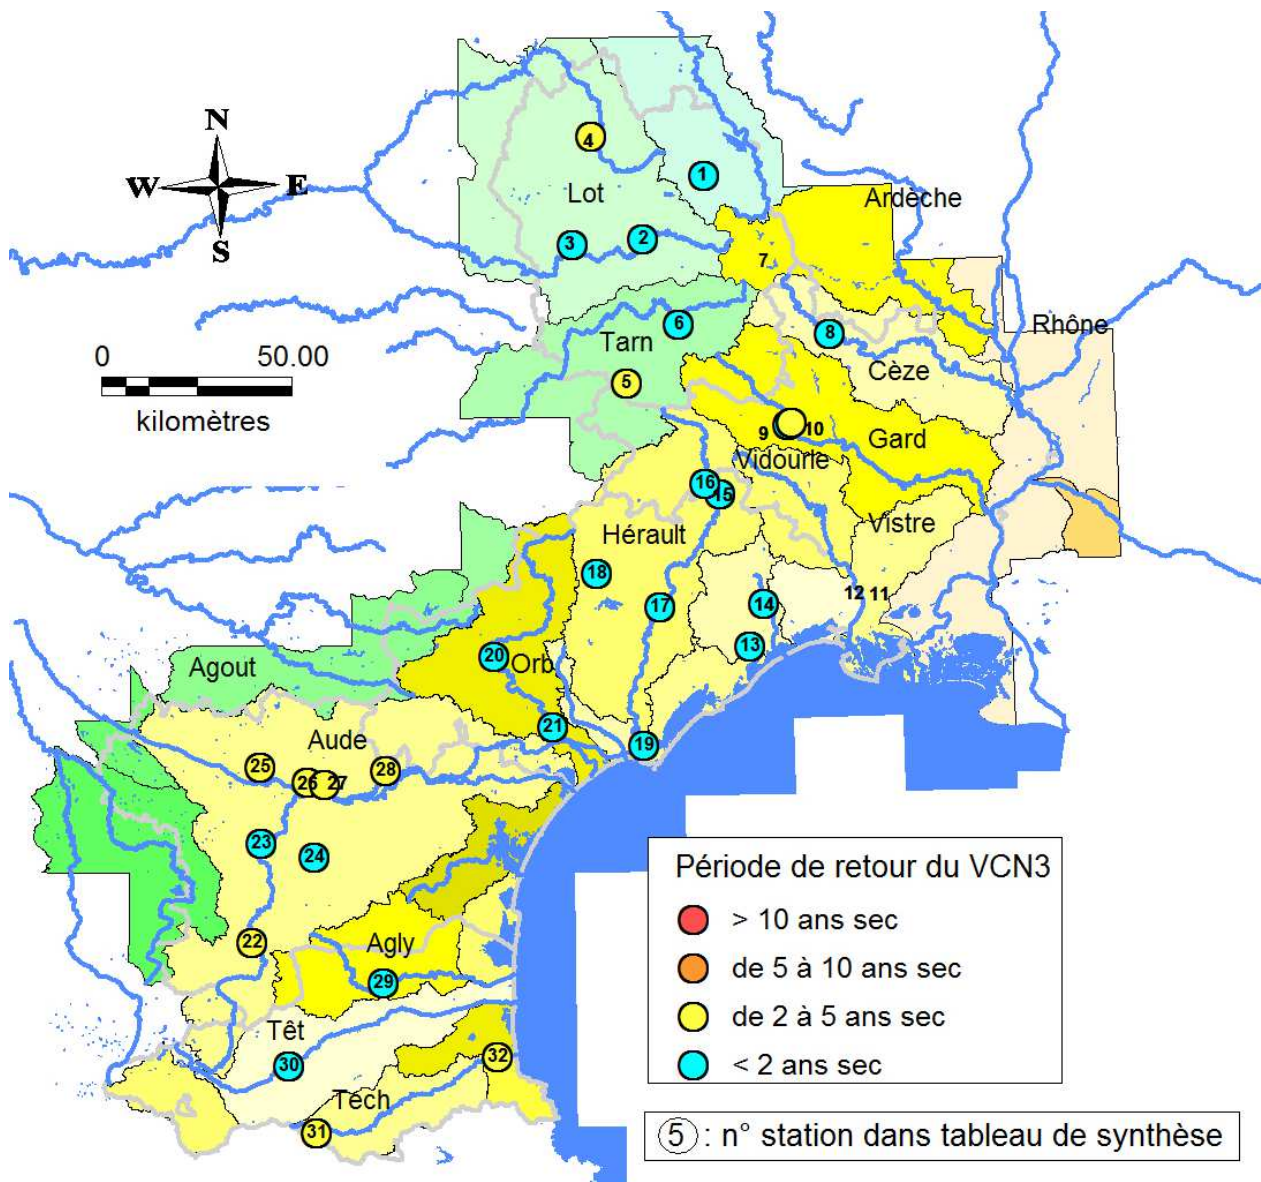 N
W E
S
4
1
Lot
Ardèche
3 2
7
6
8
Rhône
0 50.00
Tarn
Cèze
5
kilomètres
9 10
Gard
Vidourle
16
15
Vistre
Hérault
18
12 11
17
14
13
20
Orb
Agout
21
19
Aude
25
26 27
28
23
24
22
Agly
29
Têt
30
32
Tech
31
Période de retour du VCN3
> 10 ans sec
de 5 à 10 ans sec
de 2 à 5 ans sec
< 2 ans sec
5 : n° station dans tableau de synthèse